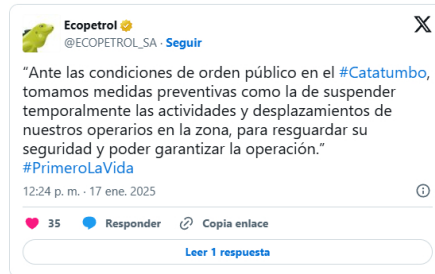 Ecopetrol
@ECOPETROL_SA · Seguir
“Ante las condiciones de orden público en el #Catatumbo,
tomamos medidas preventivas como la de suspender
temporalmente las actividades y desplazamientos de
nuestros operarios en la zona, para resguardar su
seguridad y poder garantizar la operación.”
#PrimeroLaVida
12:24 p. m. · 17 ene. 2025
35 Responder Copia enlace
Leer 1 respuesta